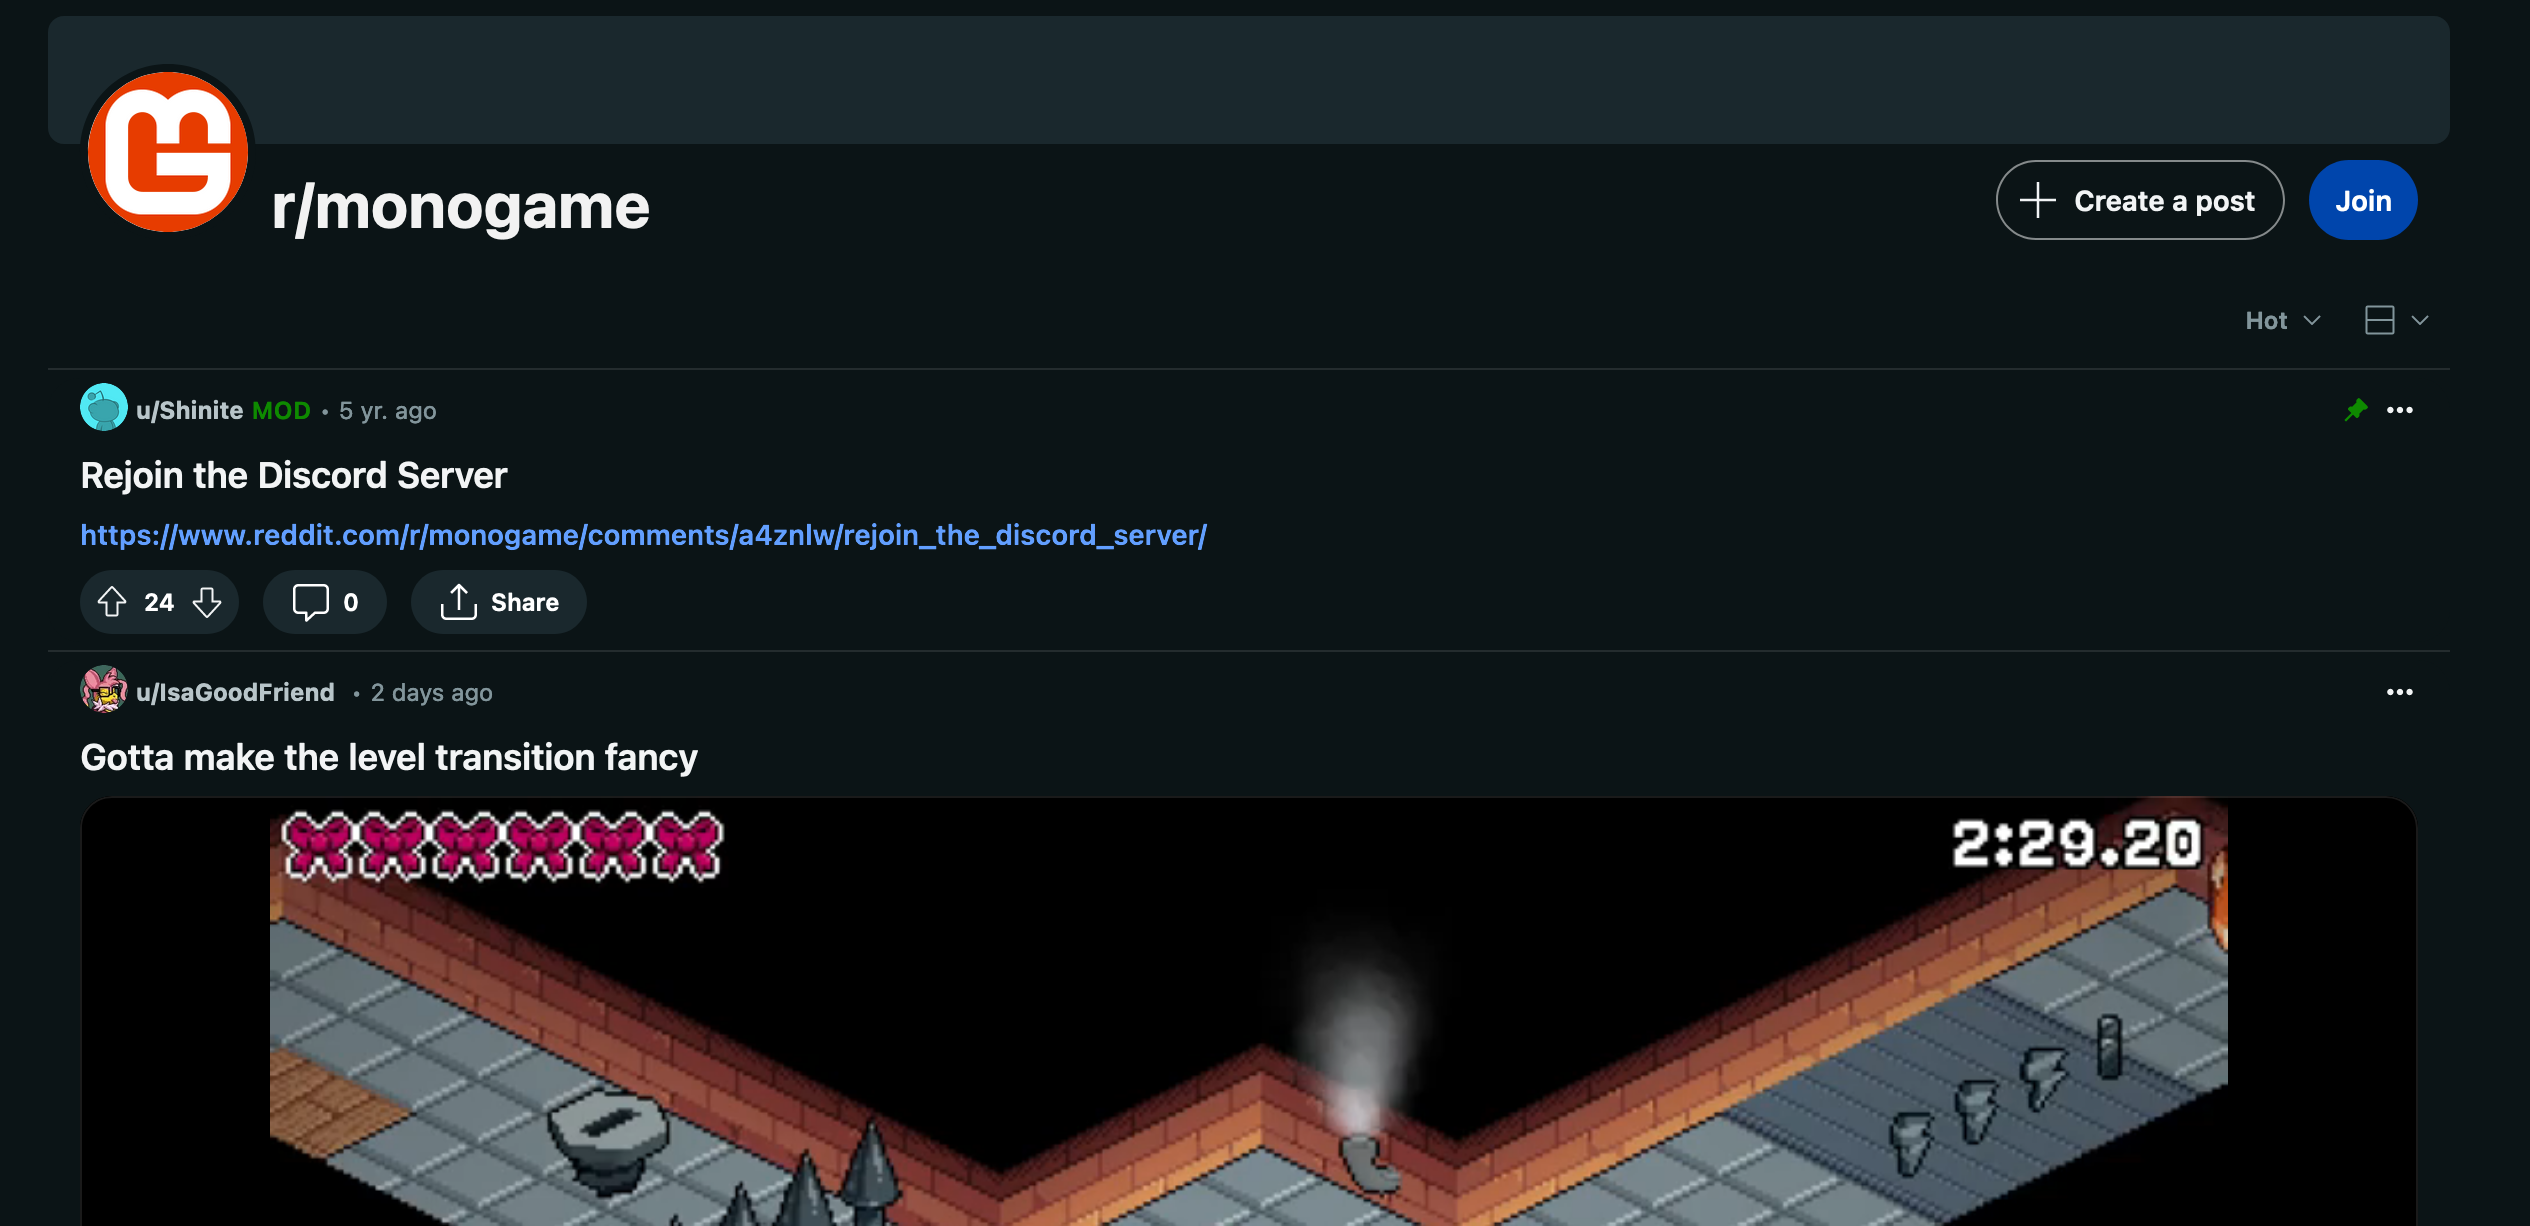 r/monogame
Create a post
Join
Hot
u/Shinite MOD • 5 yr. ago
Rejoin the Discord Server
https://www.reddit.com/r/monogame/comments/a4znlw/rejoin_the_discord_server/
24
0
Share
u/IsaGoodFriend • 2 days ago
Gotta make the level transition fancy
2:29.20